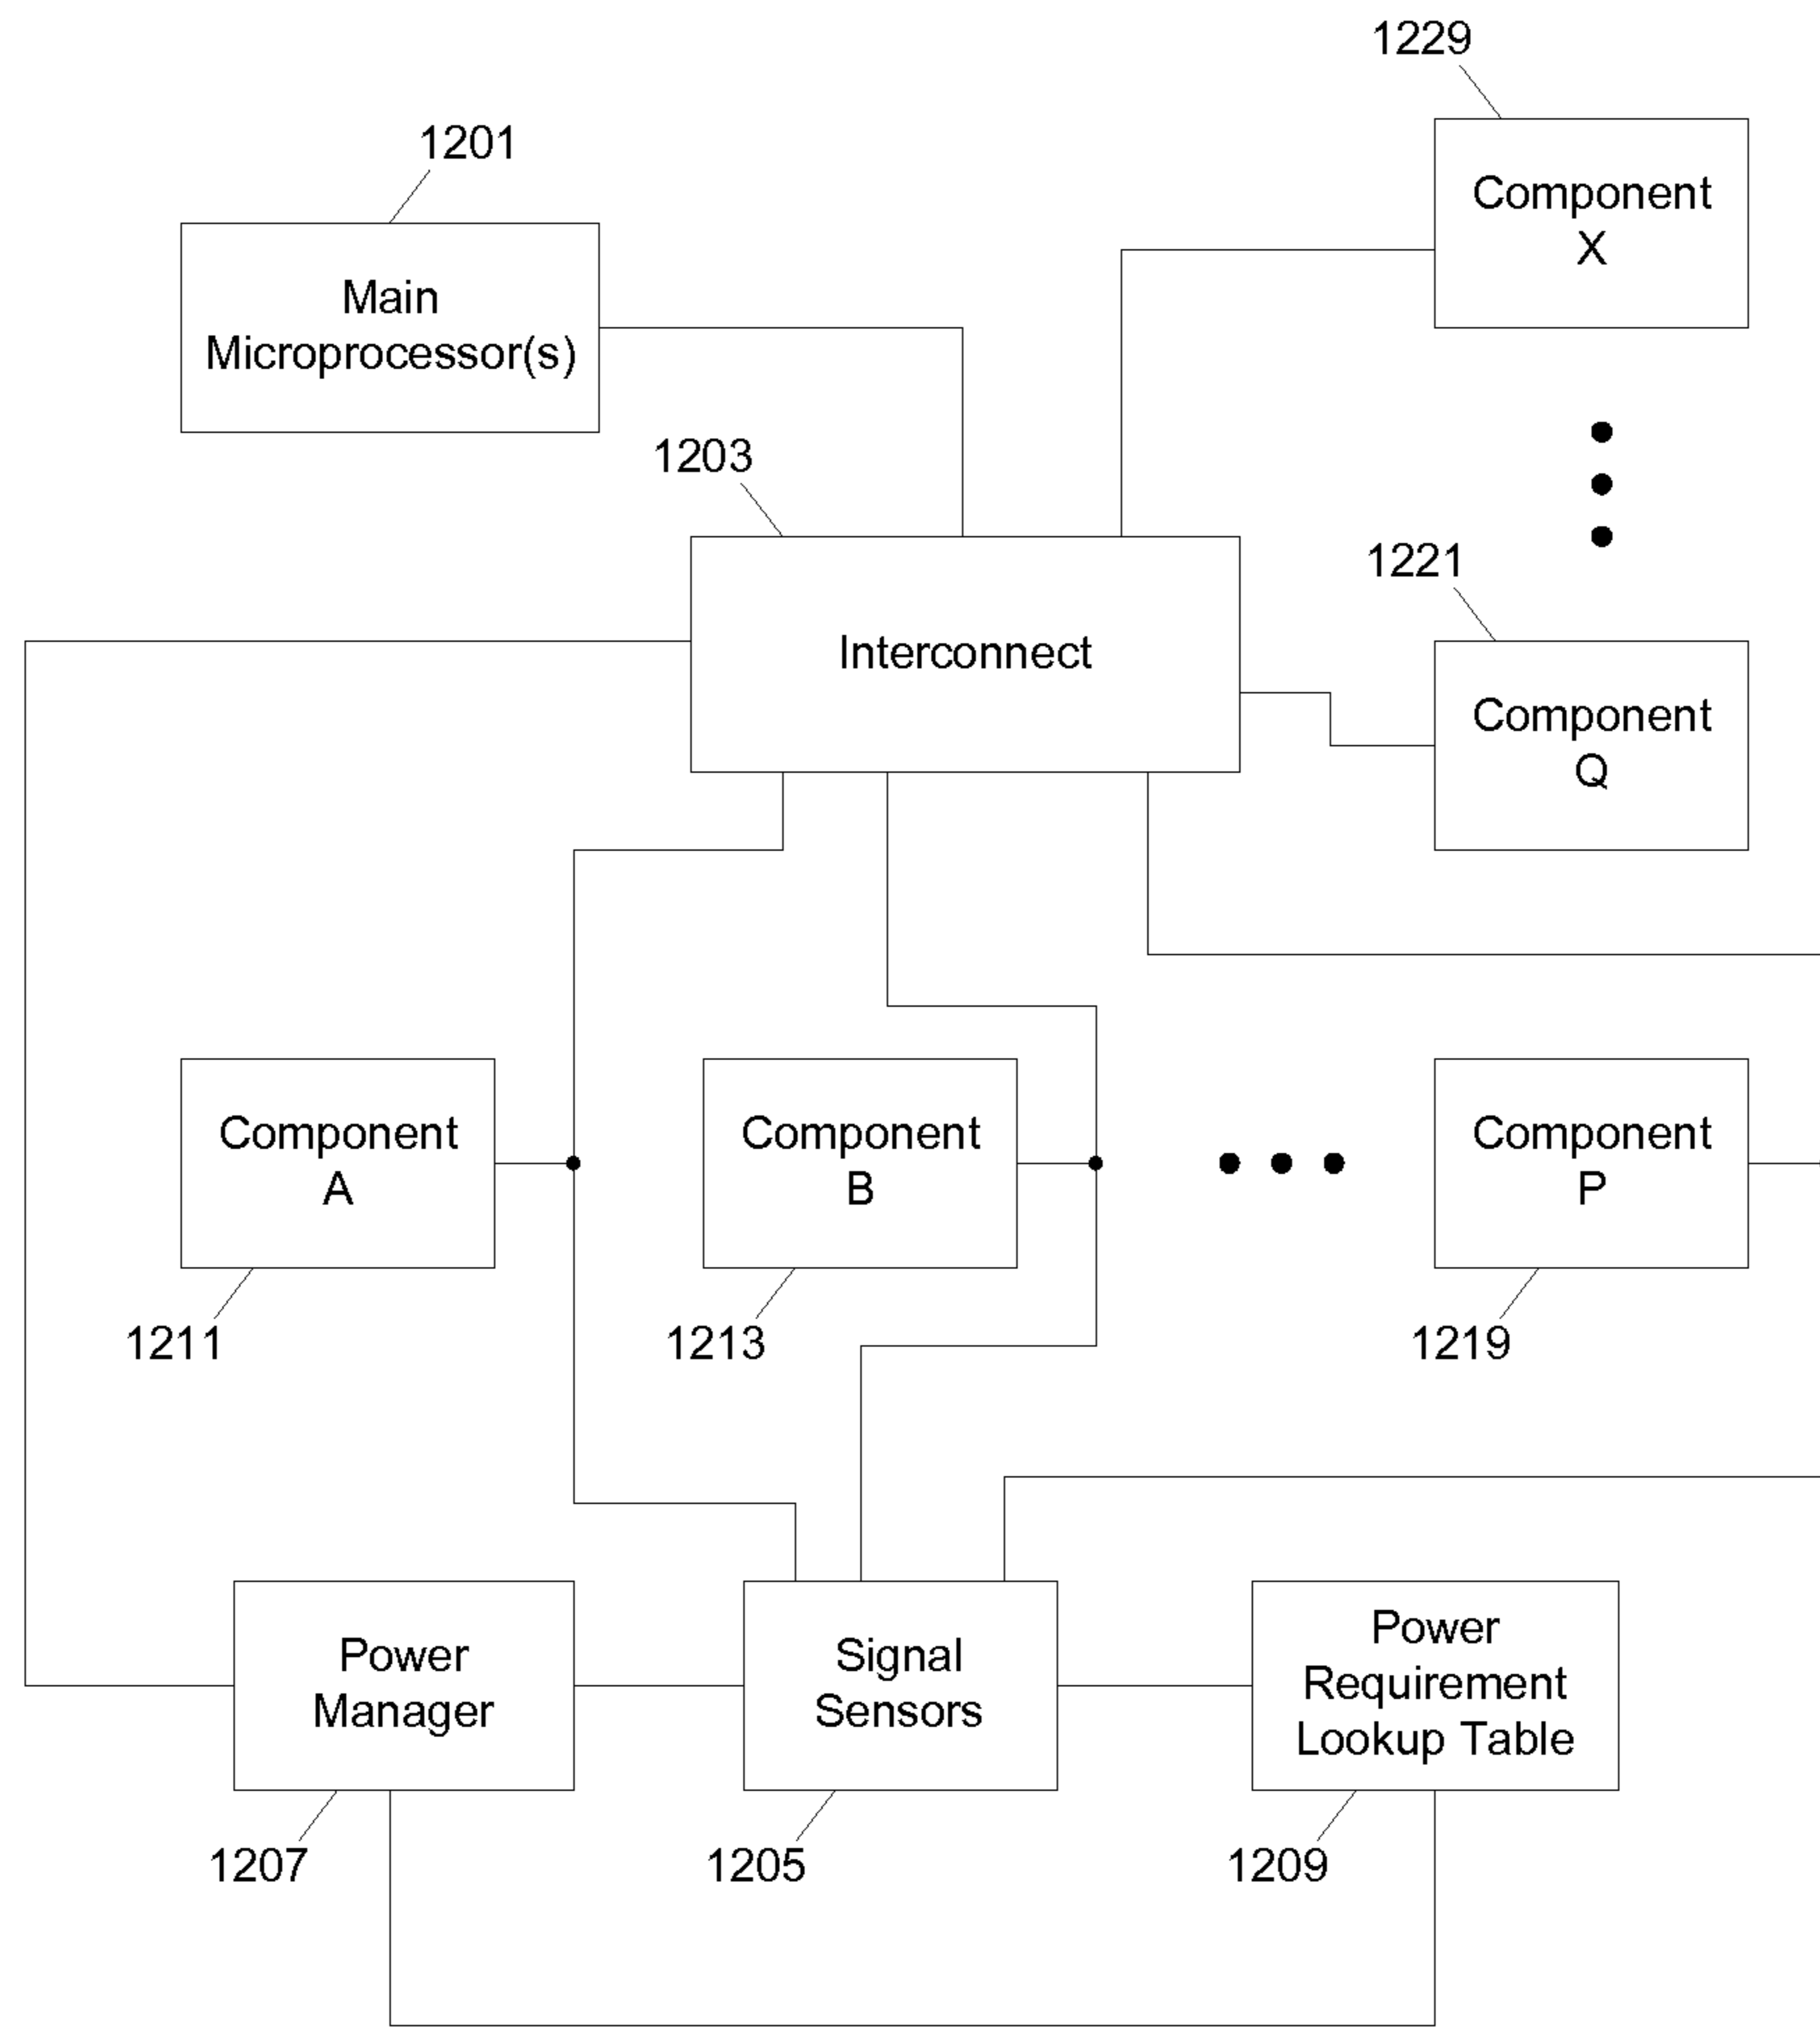 1229
Component
X
1201
Main
Microprocessor(s)
1203
Interconnect
1221
Component
Q
Component
A
Component
B
Component
P
1211
1213
1219
Power
Manager
Signal
Sensors
Power
Requirement
Lookup Table
1207
1205
1209